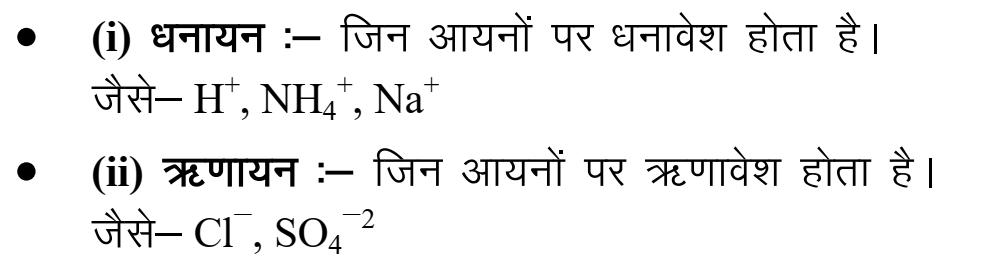 • (i) धनायन :– जिन आयनों पर धनावेश होता है।
जैसे– H⁺, NH₄⁺, Na⁺
• (ii) ऋणायन :– जिन आयनों पर ऋणावेश होता है।
जैसे– Cl⁻, SO₄⁻²